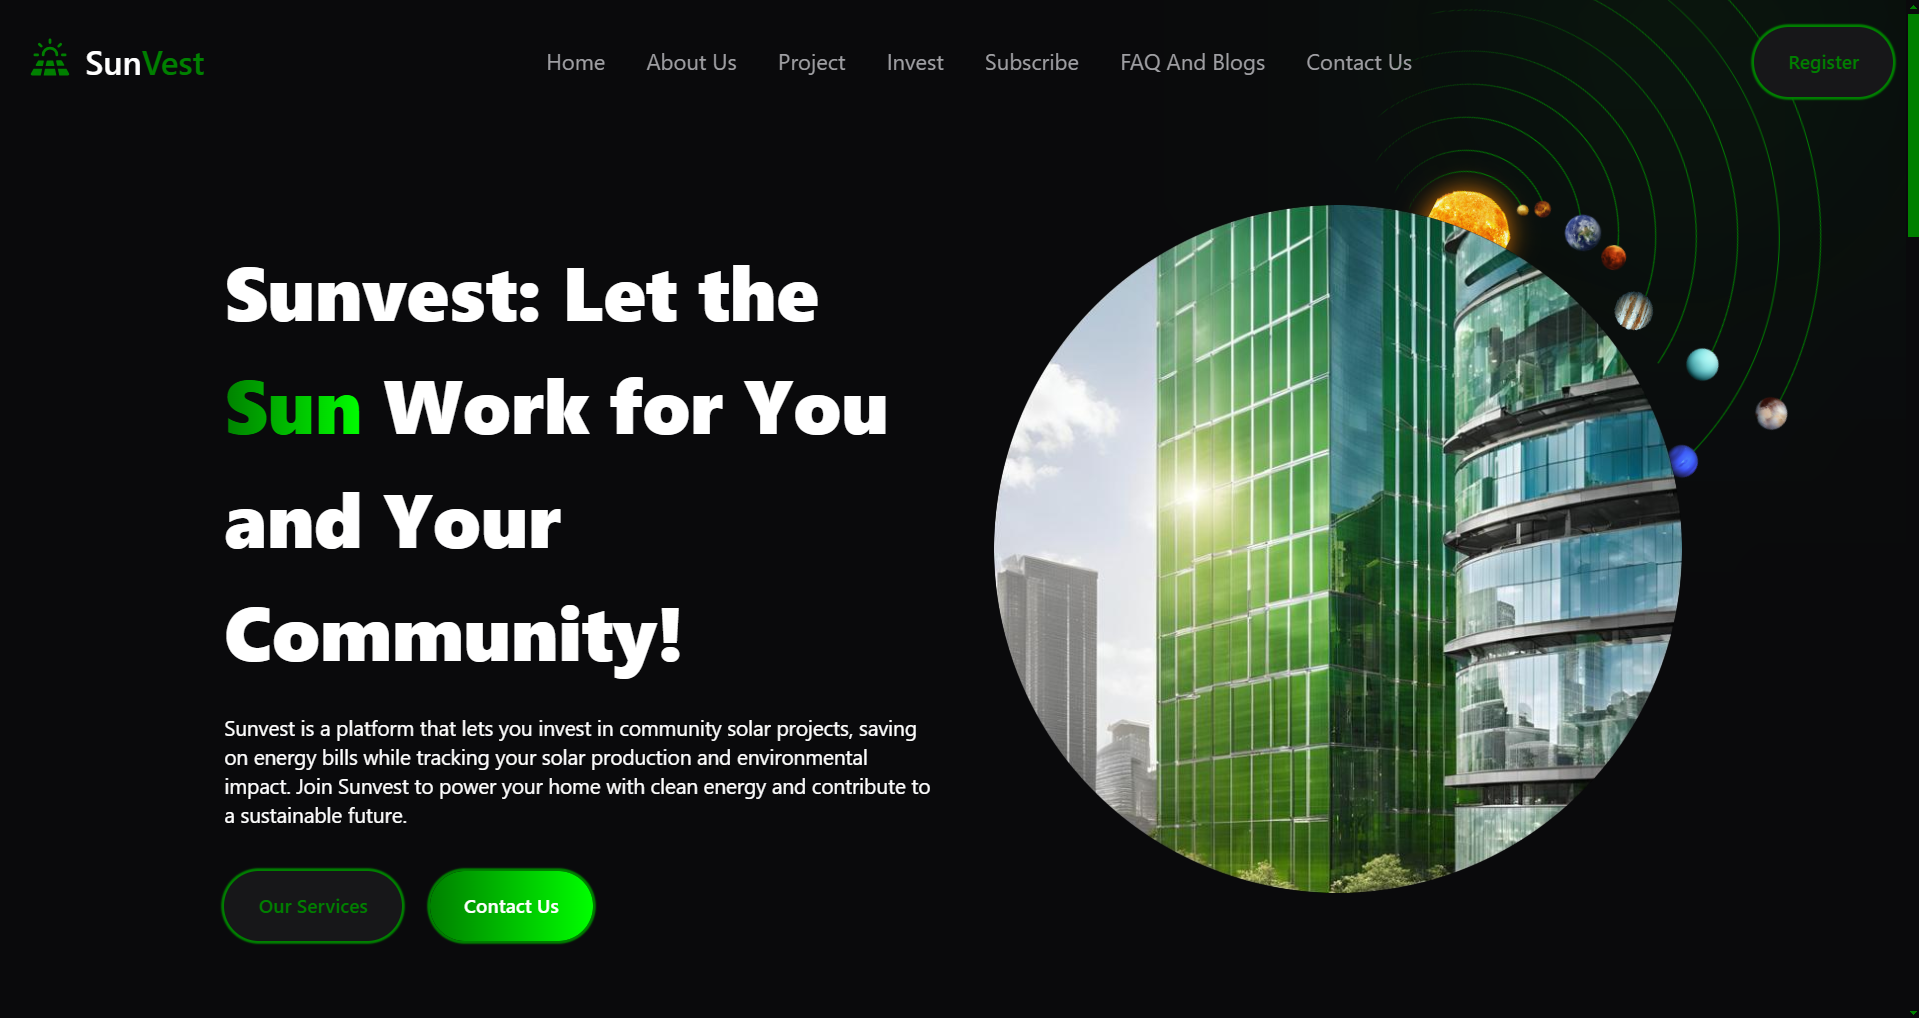 SunVest
Home
About Us
Project
Invest
Subscribe
FAQ And Blogs
Contact Us
Register
Sunvest: Let the
Sun Work for You
and Your
Community!
Sunvest is a platform that lets you invest in community solar projects, saving
on energy bills while tracking your solar production and environmental
impact. Join Sunvest to power your home with clean energy and contribute to
a sustainable future.
Our Services
Contact Us